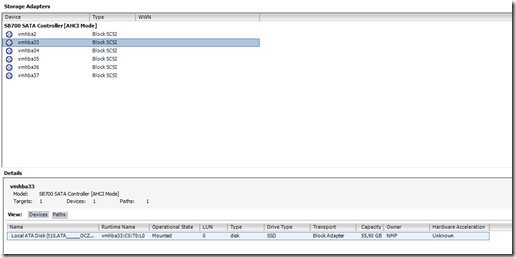 Storage Adapters
Device Type WWN
SB700 SATA Controller [AHCI Mode]
vmhba2 Block SCSI
vmhba33 Block SCSI
vmhba34 Block SCSI
vmhba35 Block SCSI
vmhba36 Block SCSI
vmhba37 Block SCSI
Details
vmhba33
Model: SB700 SATA Controller [AHCI Mode]
Targets: 1 Devices: 1 Paths: 1
View: Devices Paths
Name Runtime Name Operational State LUN Type Drive Type Transport Capacity Owner Hardware Acceleration
Local ATA Disk (t10.ATA_____OCZ... vmhba33:C0:T0:L0 Mounted 0 disk SSD Block Adapter 55,90 GB NMP Unknown